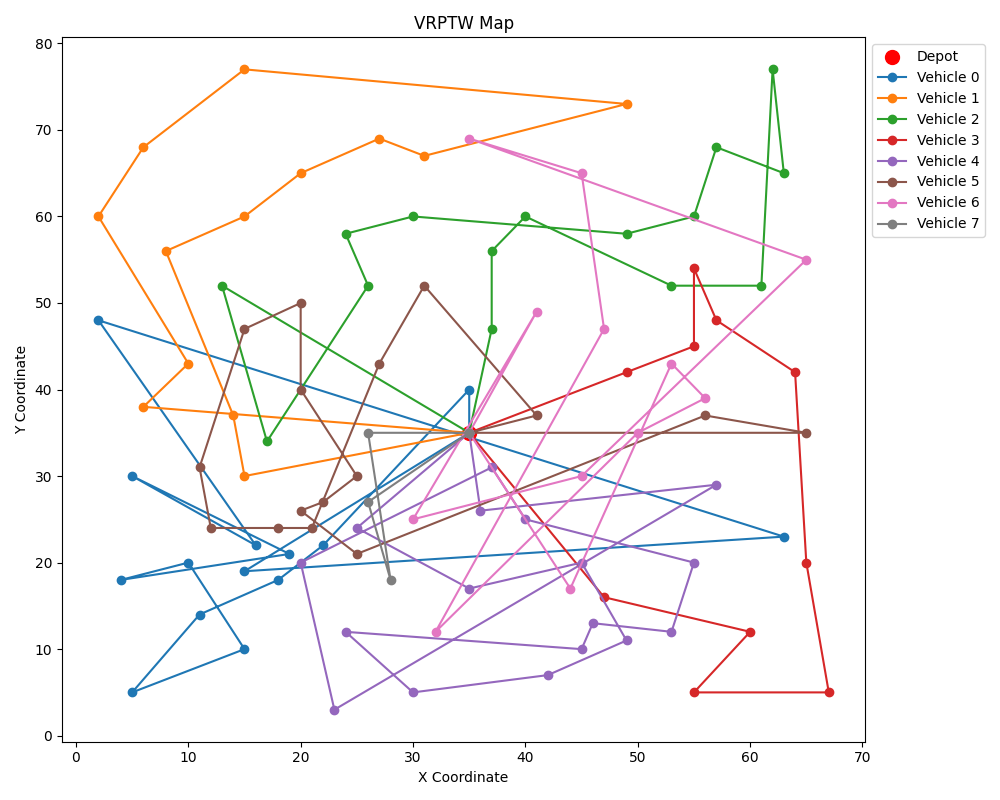 VRPTW Map
Y Coordinate
80
70
60
50
40
30
20
10
0
0 10 20 30 40 50 60 70
X Coordinate
Depot
Vehicle 0
Vehicle 1
Vehicle 2
Vehicle 3
Vehicle 4
Vehicle 5
Vehicle 6
Vehicle 7